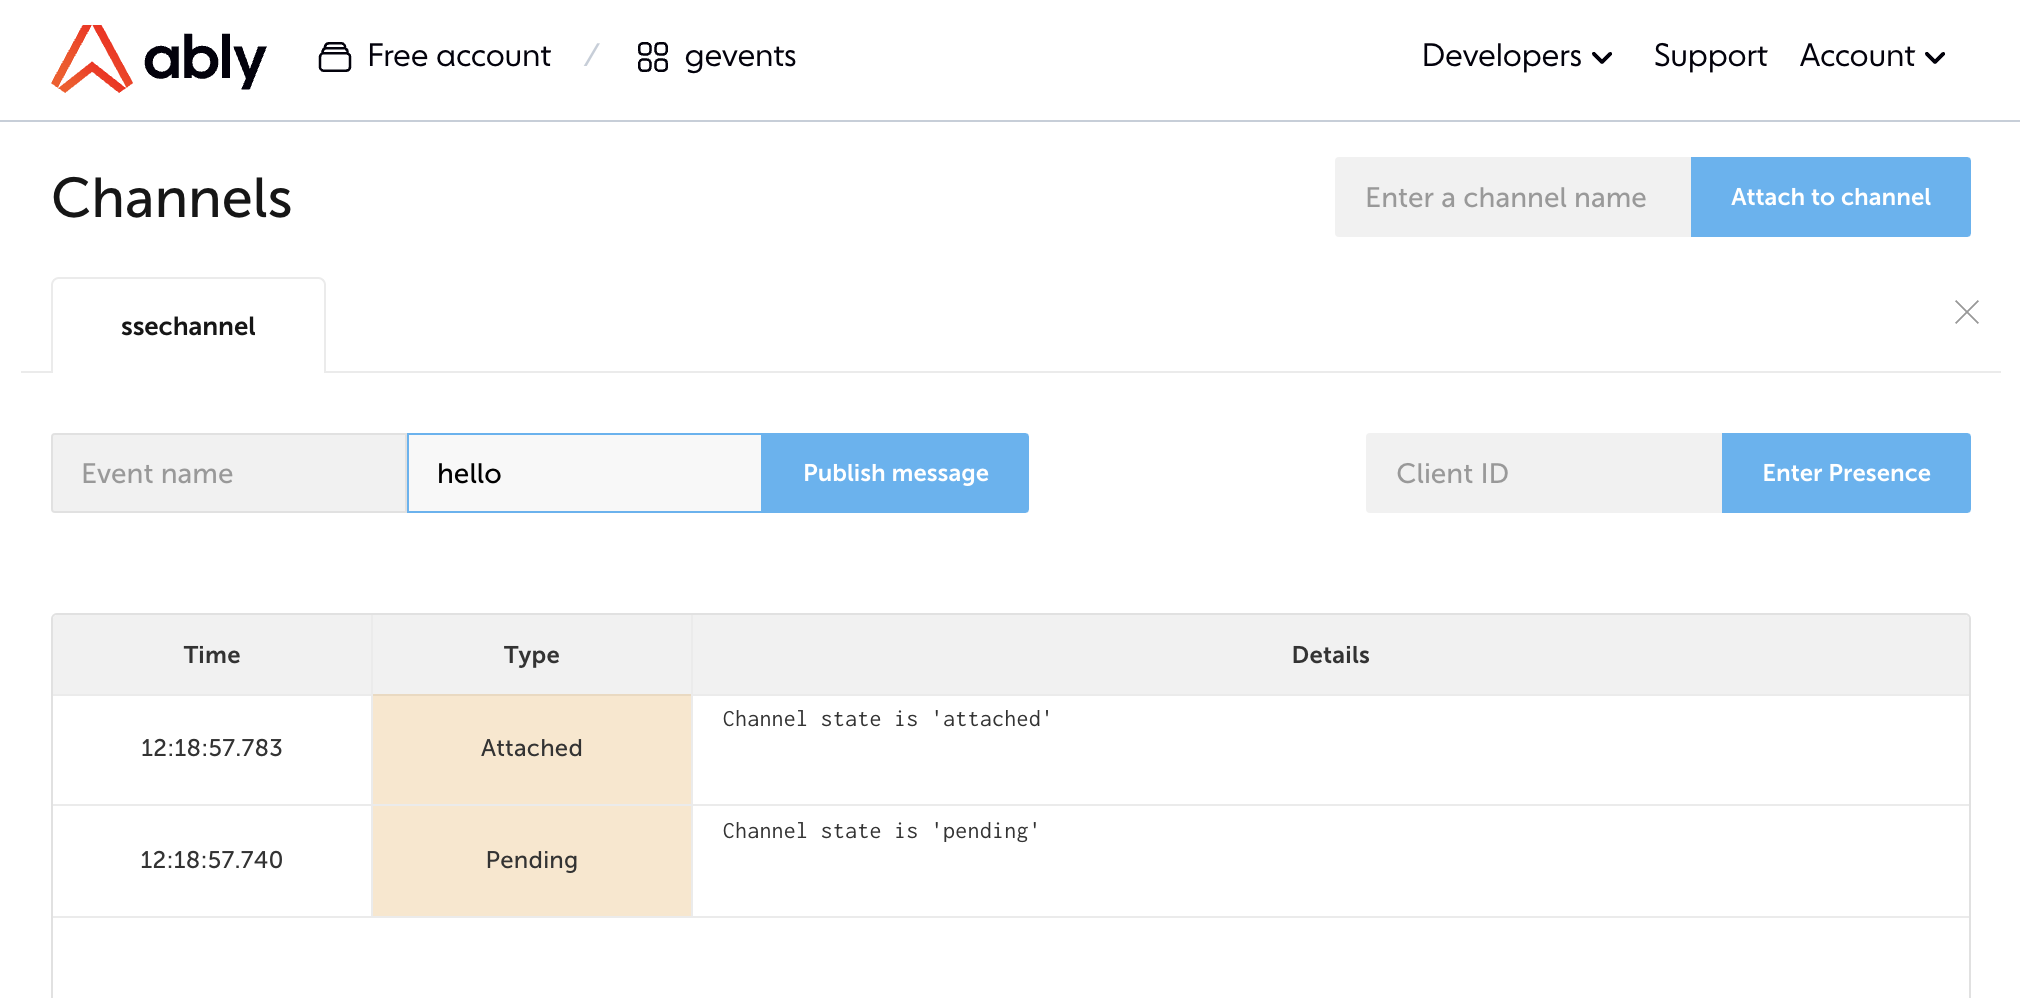 ably Free account / gevents Developers Support Account
Channels Enter a channel name Attach to channel
ssechannel
Event name hello Publish message Client ID Enter Presence
Time Type Details
12:18:57.783 Attached Channel state is 'attached'
12:18:57.740 Pending Channel state is 'pending'